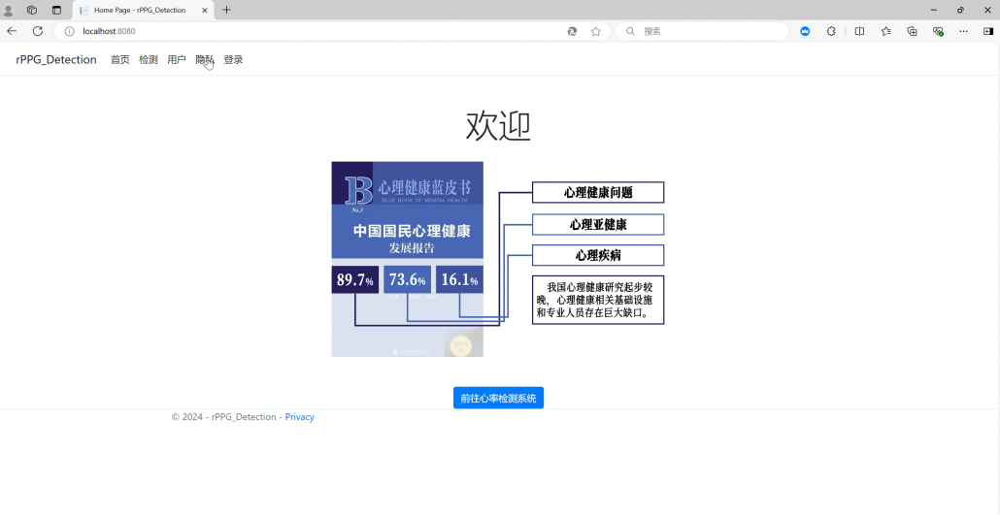 Home Page - rPPG_Detection
localhost:8080
搜索
rPPG_Detection 首页 检测 用户 隐私 登录
欢迎
B 心理健康蓝皮书
BLUE BOOK OF MENTAL HEALTH
No.3
中国国民心理健康
发展报告
89.7% 73.6% 16.1%
心理健康问题
心理亚健康
心理疾病
我国心理健康研究起步较
晚，心理健康相关基础设施
和专业人员存在巨大缺口。
前往心率检测系统
© 2024 - rPPG_Detection - Privacy